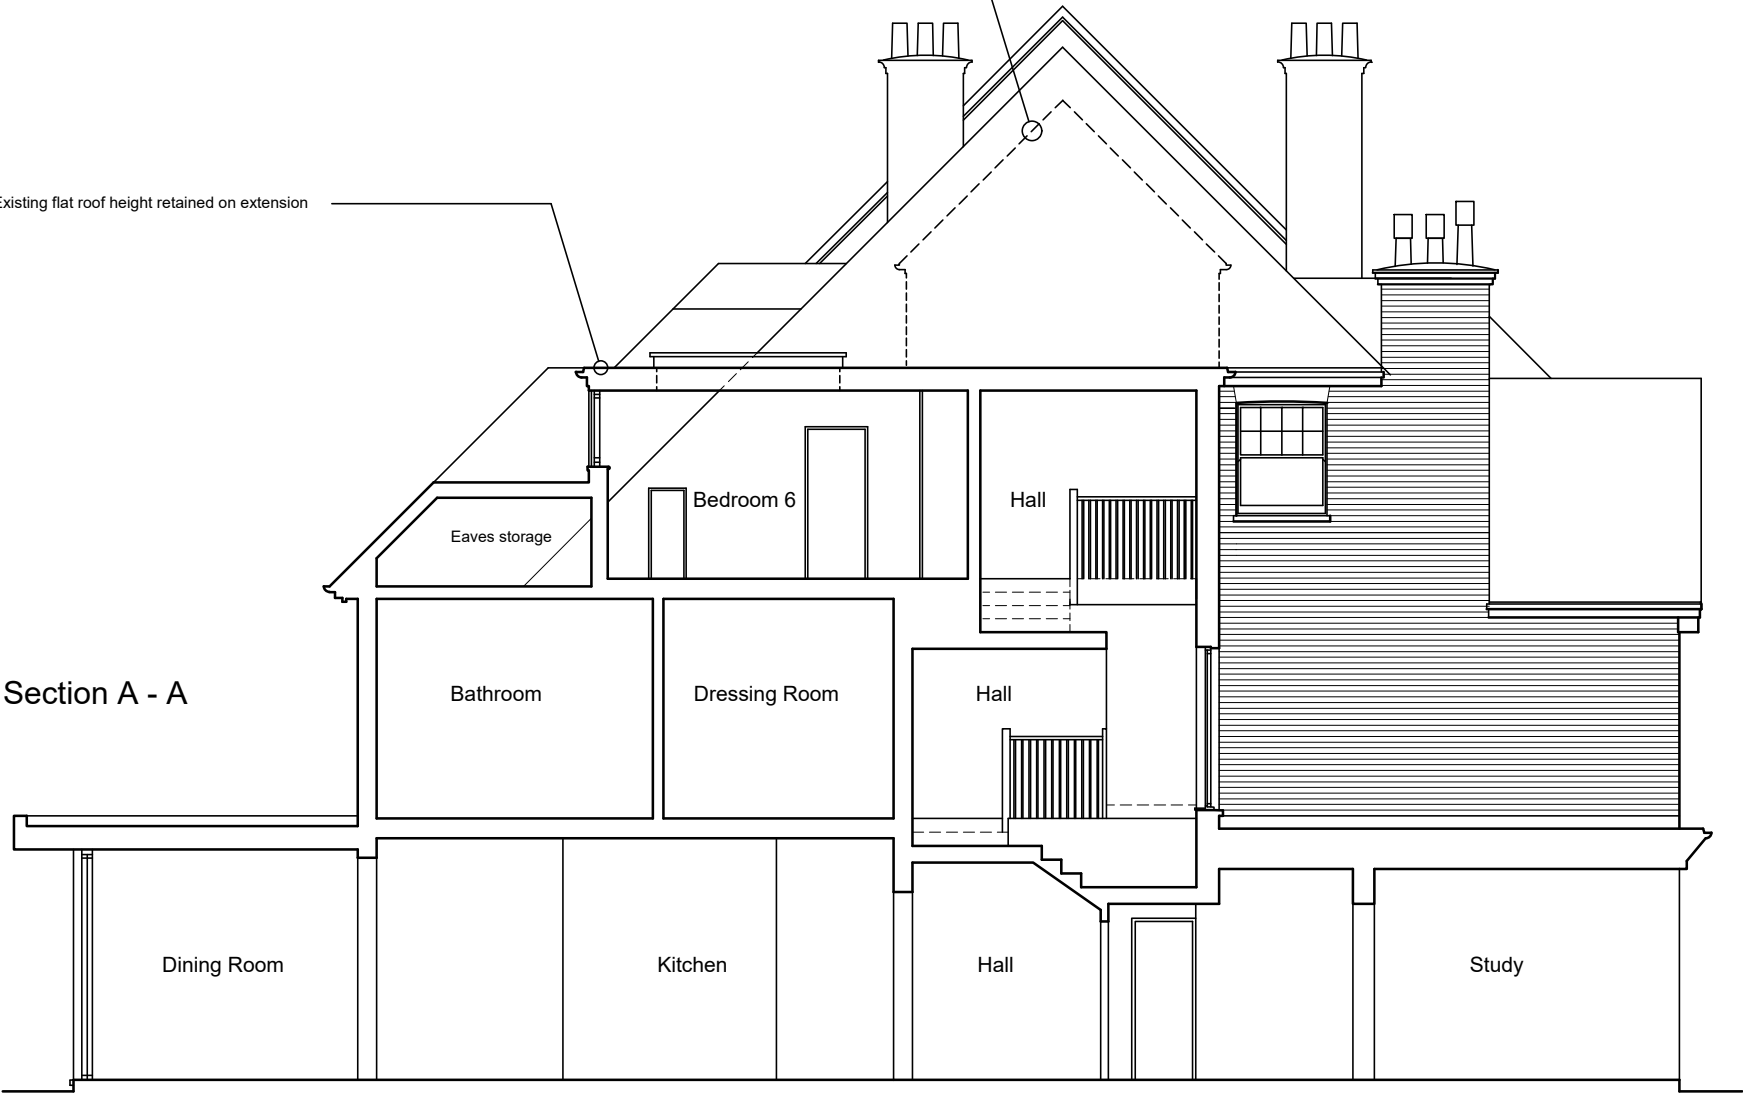 Existing flat roof height retained on extension
Bedroom 6
Hall
Eaves storage
Section A - A
Bathroom
Dressing Room
Hall
Dining Room
Kitchen
Hall
Study